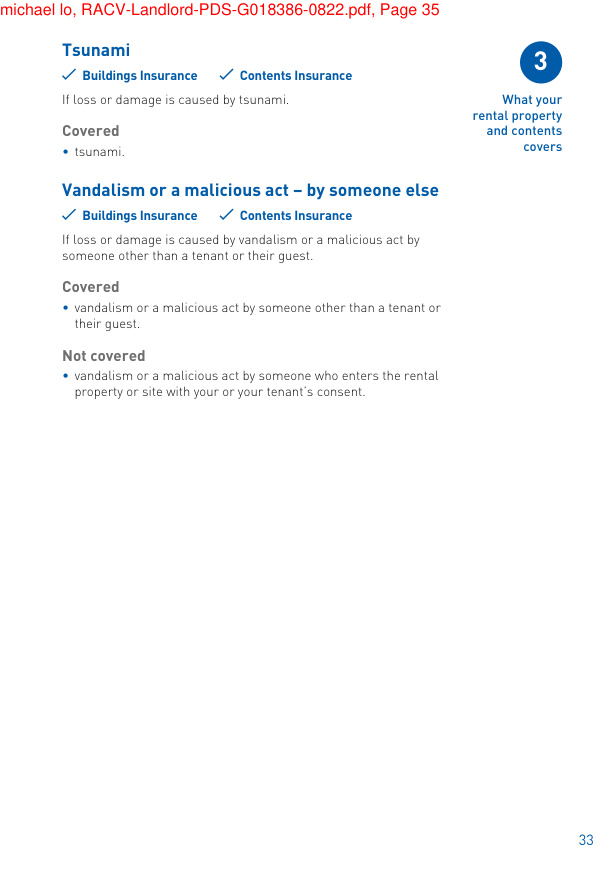 michael lo, RACV-Landlord-PDS-G018386-0822.pdf, Page 35
Tsunami
Buildings Insurance Contents Insurance
If loss or damage is caused by tsunami.
Covered
• tsunami.
Vandalism or a malicious act – by someone else
Buildings Insurance Contents Insurance
If loss or damage is caused by vandalism or a malicious act by
someone other than a tenant or their guest.
Covered
• vandalism or a malicious act by someone other than a tenant or
their guest.
Not covered
• vandalism or a malicious act by someone who enters the rental
property or site with your or your tenant's consent.
3
What your
rental property
and contents
covers
33